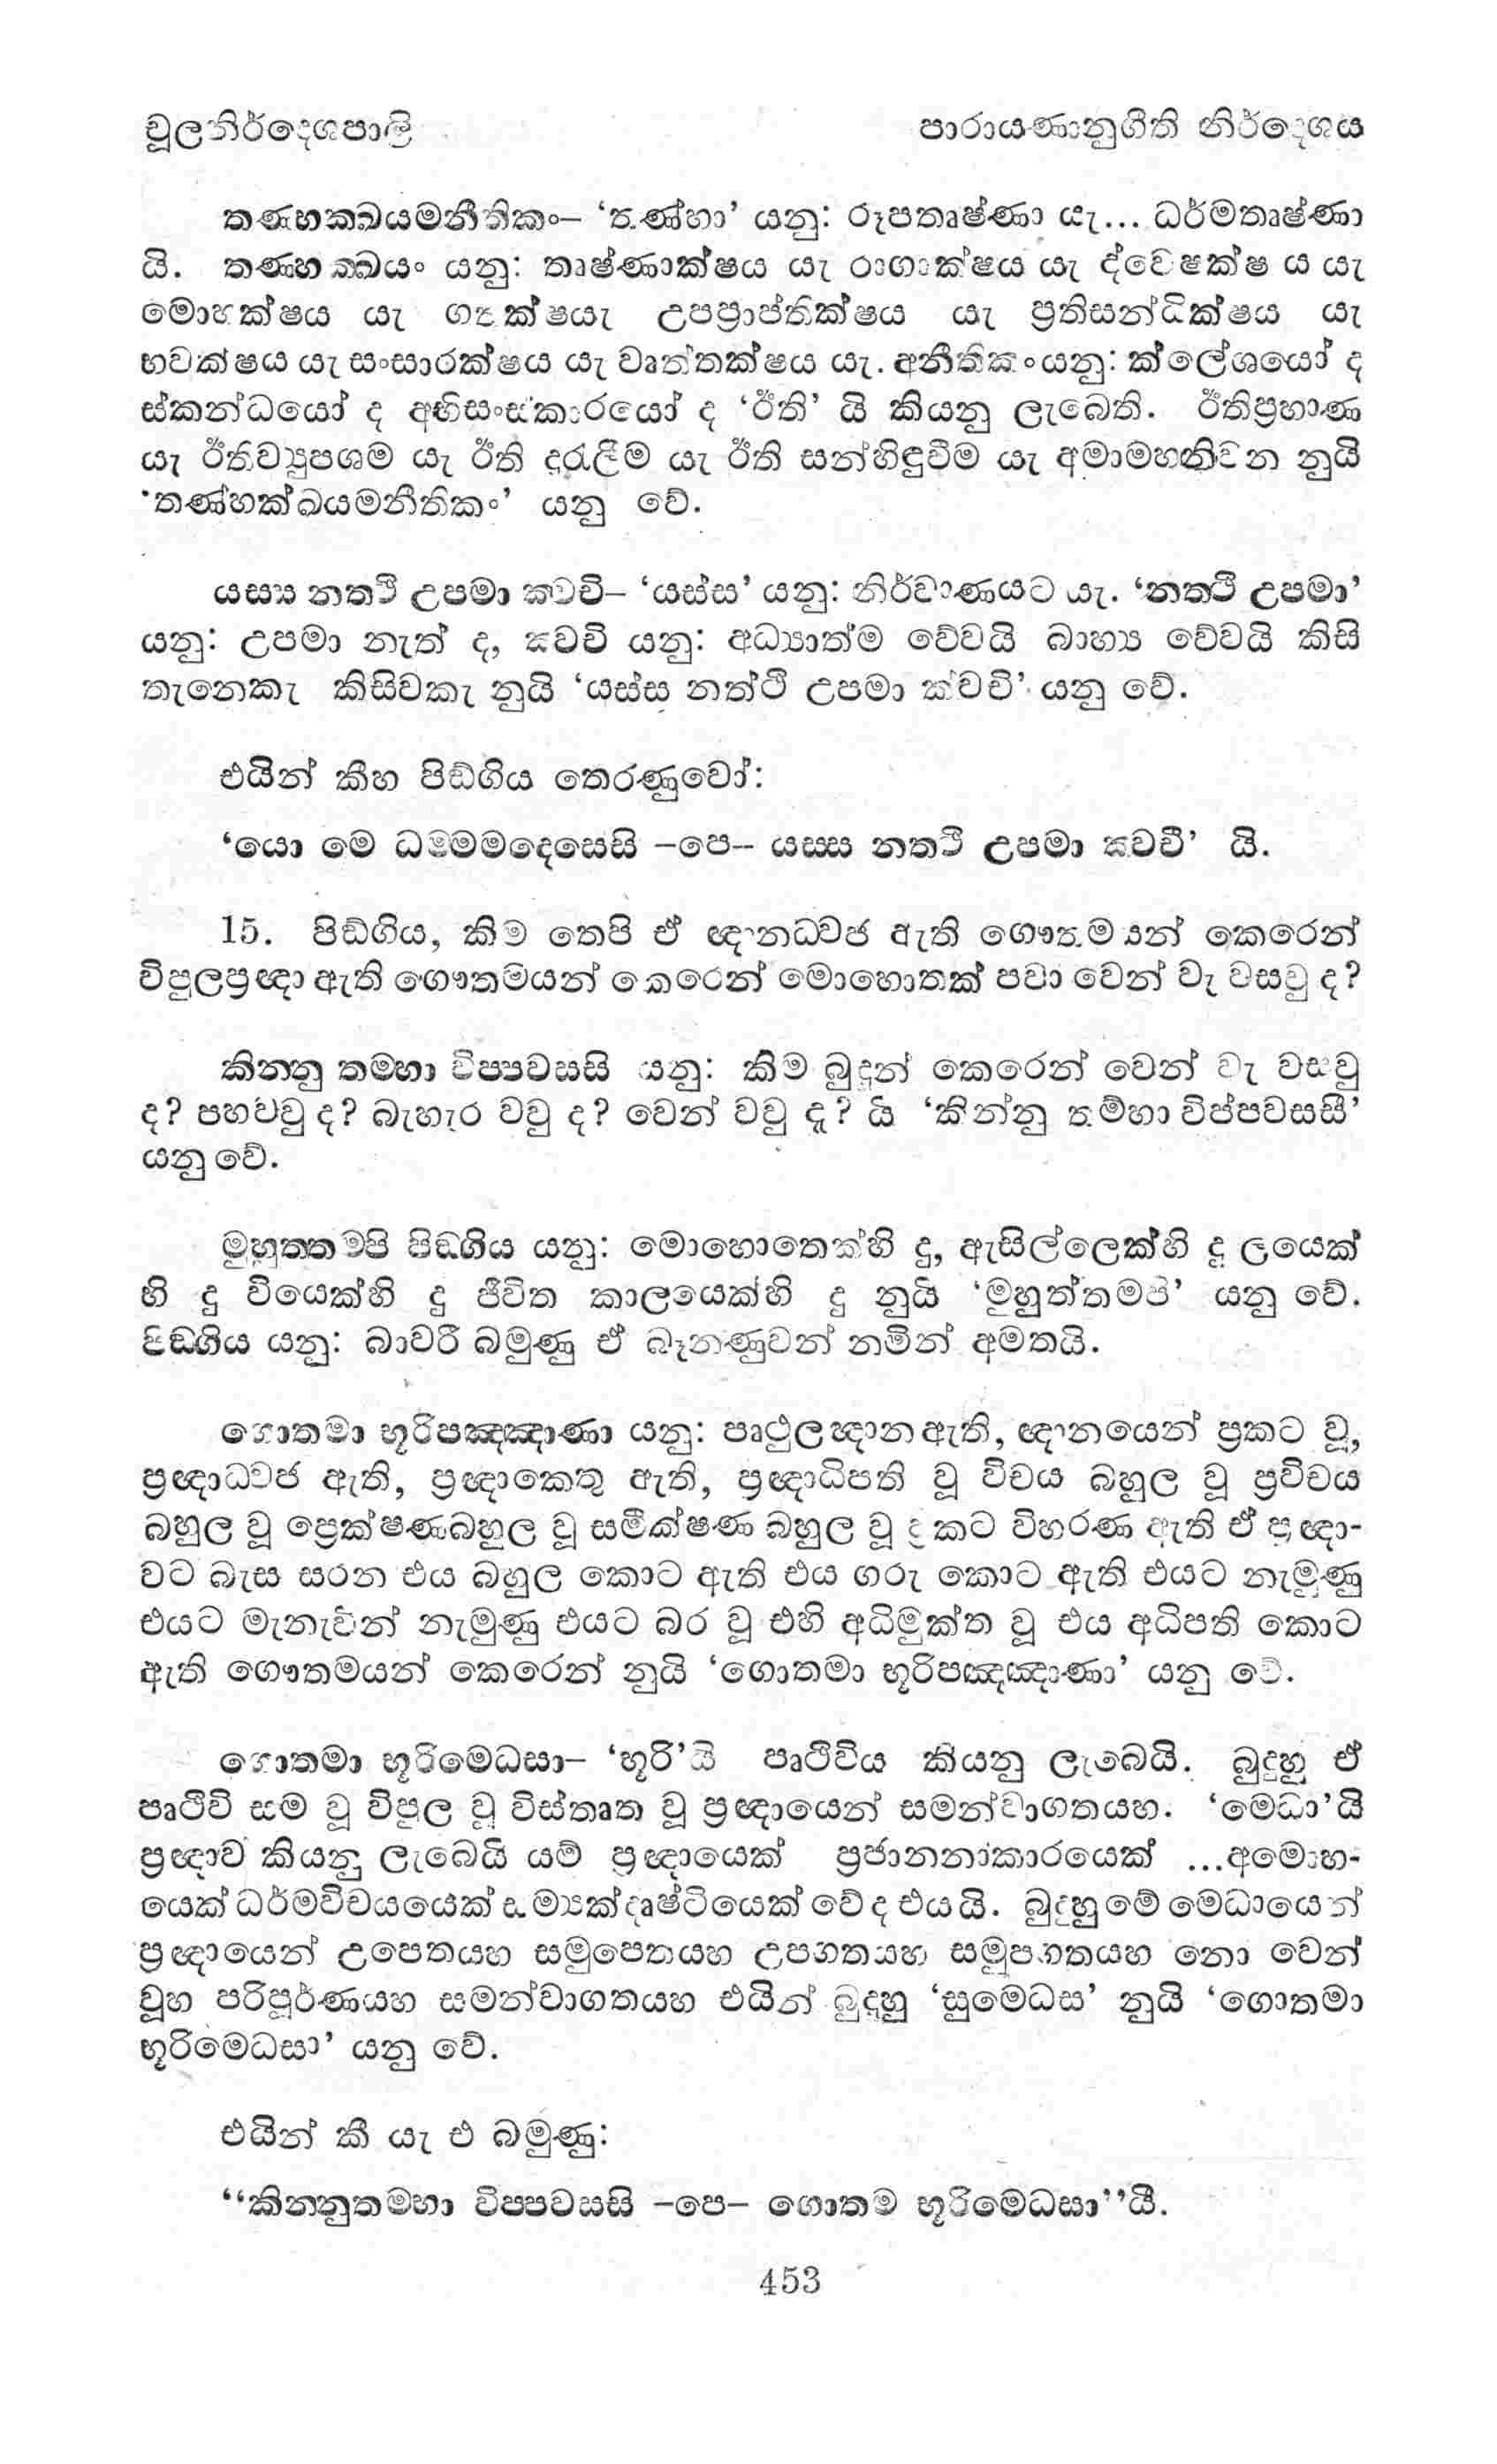 චූලනිර්දෙශපාලි පාරායණානුගීති නිර්දෙශය
තණ්හක්ඛයමනීතිකං– ‘තණ්හා’ යනු: රූපතෘෂ්ණා යැ... ධර්මතෘෂ්ණා
යි. තණ්හක්ඛයං යනු: තෘෂ්ණාක්ෂය යැ රාගාක්ෂය යැ ද්වෙෂක්ෂ ය යැ
මොහක්ෂය යැ ගත්‍යක්ෂයැ උපප්‍රාප්තික්ෂය යැ ප්‍රතිසන්ධික්ෂය යැ
භවක්ෂය යැ සංසාරක්ෂය යැ වෘත්තක්ෂය යැ. අනීතිකං යනු: ක්ලේශයෝ ද
ස්කන්ධයෝ ද අභිසංස්කාරයෝ ද ‘ඊති’ යි කියනු ලැබෙති. ඊතිප්‍රහාණ
යැ ඊතිව්‍යුපශම යැ ඊති දුරැලීම යැ ඊති සන්හිඳුවීම යැ අමාමහනිවන නුයි
‘තණ්හක්ඛයමනීතිකං’ යනු වේ.
යස්ස නත්ථි උපමා ක්වචි– ‘යස්ස’ යනු: නිර්වාණයට යැ. ‘නත්ථි උපමා’
යනු: උපමා නැත් ද, ක්වචි යනු: අධ්‍යාත්ම වේවයි බාහ්‍ය වේවයි කිසි
තැනෙකැ කිසිවකැ නුයි ‘යස්ස නත්ථි උපමා ක්වචි’ යනු වේ.
එයින් කීහ පිඞ්ගිය තෙරණුවෝ:
‘යො මෙ ධම්මමදෙසෙසි –පෙ– යස්ස නත්ථි උපමා ක්වචී’ යි.
15. පිඞ්ගිය, කිම තෙපි ඒ ඥානධ්වජ ඇති ගෞතමයන් කෙරෙන්
විපුලප්‍රඥා ඇති ගෞතමයන් කෙරෙන් මොහොතක් පවා වෙන් වැ වසවු ද?
කින්නු තම්හා විප්පවසසි යනු: කිම බුදුන් කෙරෙන් වෙන් වැ වසවු
ද? පහවවු ද? බැහැර වවු ද? වෙන් වවු දැ? යි ‘කින්නු තම්හා විප්පවසසී’
යනු වේ.
මුහුත්තම්පි පිඞ්ගිය යනු: මොහොතෙක්හි දු, ඇසිල්ලෙක්හි දු ලයෙක්
හි දු වියෙක්හි දු ජීවිත කාලයෙක්හි දු නුයි ‘මුහුත්තමපි’ යනු වේ.
පිඞ්ගිය යනු: බාවරී බමුණු ඒ බෑනණුවන් නමින් අමතයි.
ගොතමා භූරිපඤ්ඤාණා යනු: පෘථුලඥාන ඇති, ඥානයෙන් ප්‍රකට වූ,
ප්‍රඥාධ්වජ ඇති, ප්‍රඥාකෙතු ඇති, ප්‍රඥාධිපති වූ විචය බහුල වූ ප්‍රවිචය
බහුල වූ ප්‍රෙක්ෂණබහුල වූ සමීක්ෂණ බහුල වූ ප්‍රකට විහරණ ඇති ඒ ප්‍රඥා-
වට බැස සරන එය බහුල කොට ඇති එය ගරු කොට ඇති එයට නැමුණු
එයට මැනැවින් නැමුණු එයට බර වූ එහි අධිමුක්ත වූ එය අධිපති කොට
ඇති ගෞතමයන් කෙරෙන් නුයි ‘ගොතමා භූරිපඤ්ඤාණා’ යනු වේ.
ගොතමා භූරිමෙධසා– ‘භූරි’යි පෘථිවිය කියනු ලැබෙයි. බුදුහු ඒ
පෘථිවි සම වූ විපුල වූ විස්තෘත වූ ප්‍රඥායෙන් සමන්වාගතයහ. ‘මෙධා’යි
ප්‍රඥාව කියනු ලැබෙයි යම් ප්‍රඥායෙක් ප්‍රජානනාකාරයෙක් ...අමොහ-
යෙක් ධර්මවිචයයෙක් සම්‍යක්දෘෂ්ටියෙක් වේ ද එය යි. බුදුහු මේ මෙධායෙන්
ප්‍රඥායෙන් උපෙතයහ සමුපෙතයහ උපගතයහ සමුපගතයහ නො වෙන්
වූහ පරිපූර්ණයහ සමන්වාගතයහ එයින් බුදුහු ‘සුමෙධස’ නුයි ‘ගොතමා
භූරිමෙධසා’ යනු වේ.
එයින් කී යැ එ බමුණු:
“කින්නුතම්හා විප්පවසසි –පෙ– ගොතම භූරිමෙධසා”යී.
453